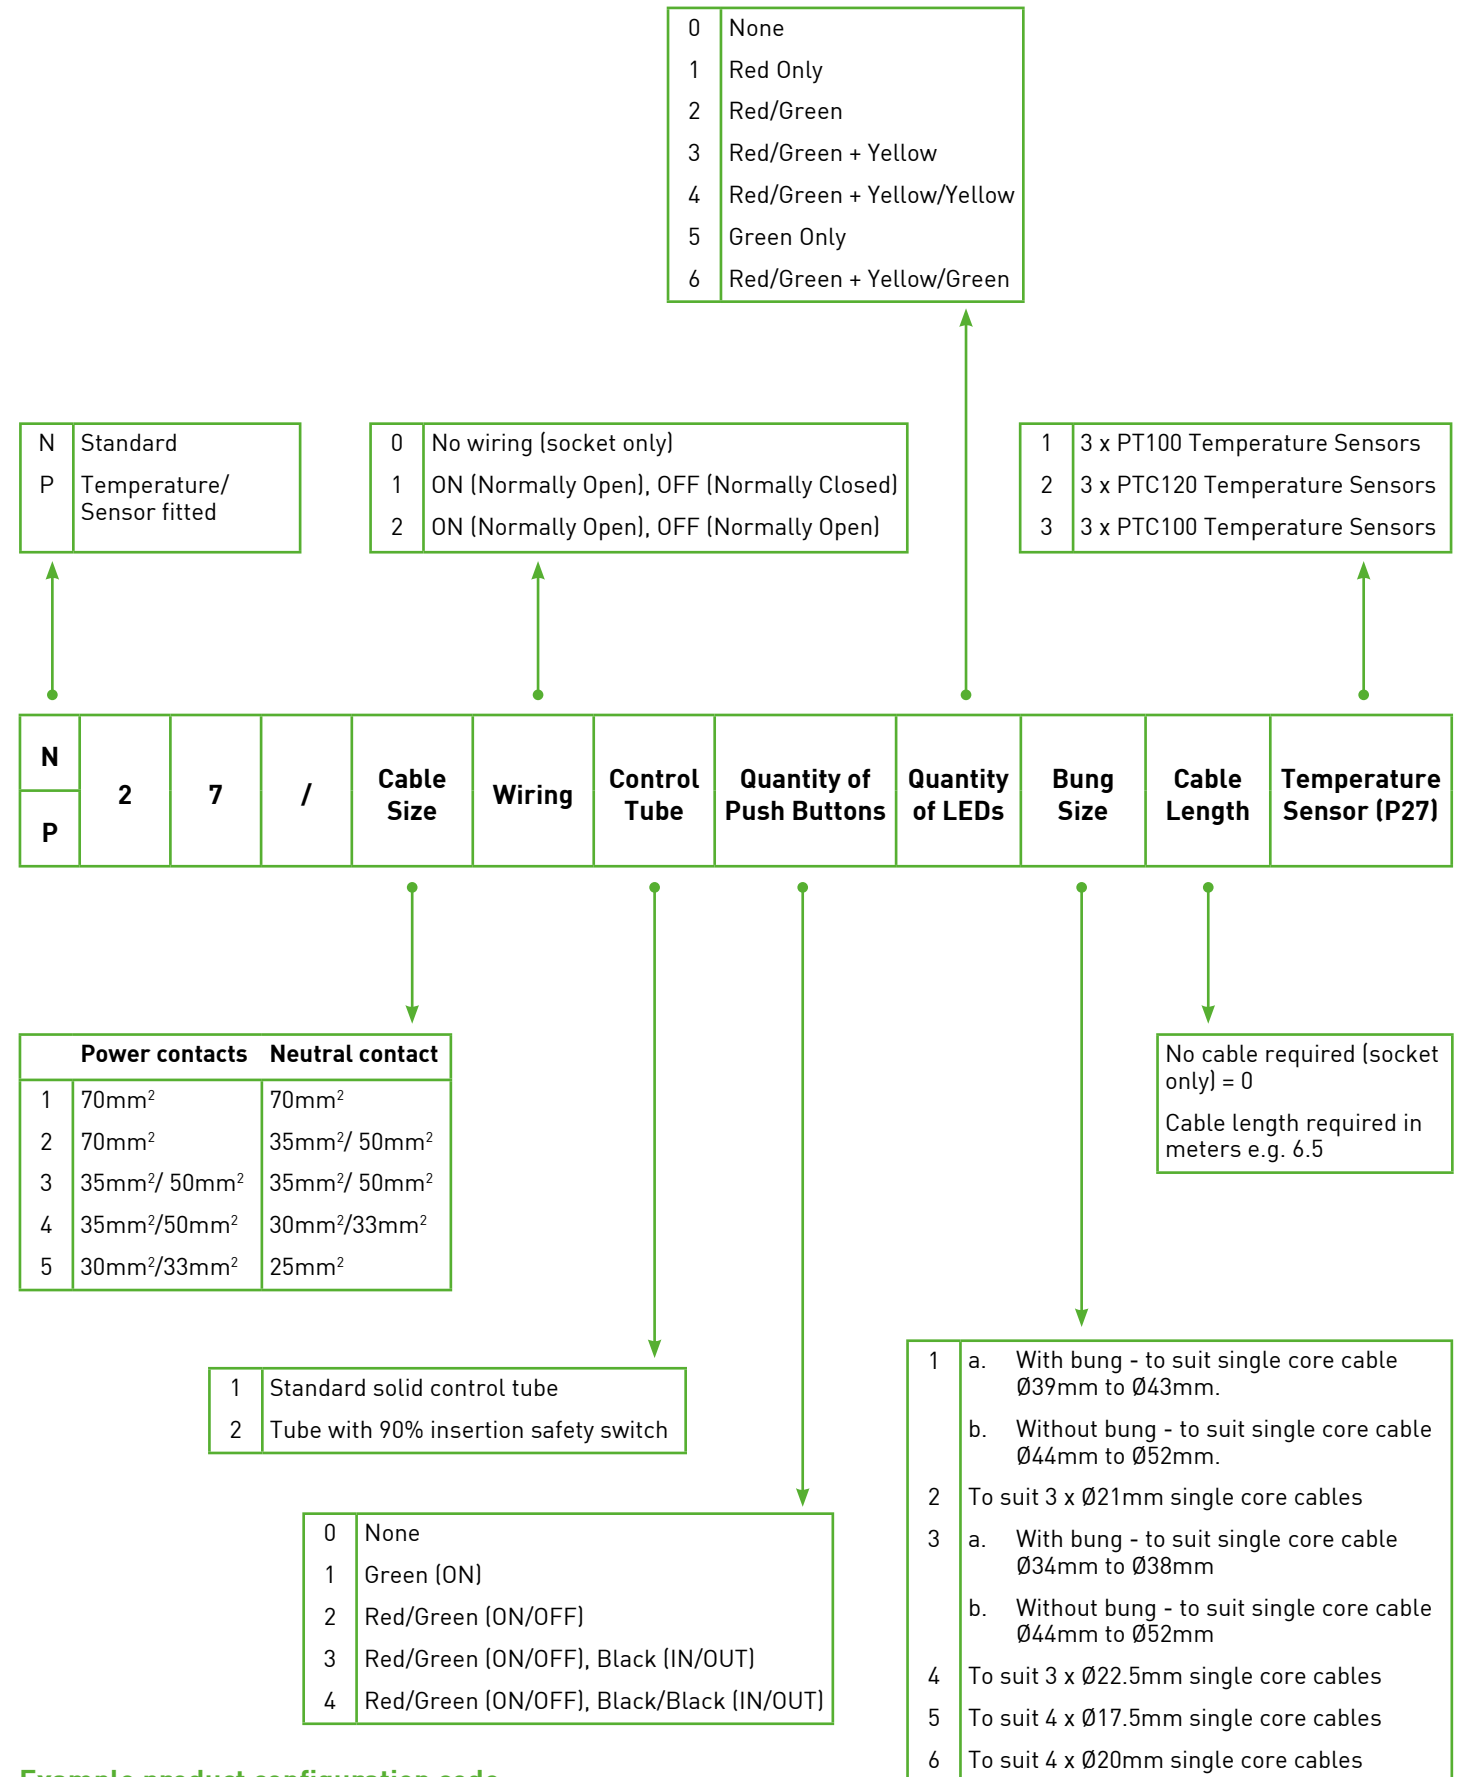 0 None
1 Red Only
2 Red/Green
3 Red/Green + Yellow
4 Red/Green + Yellow/Yellow
5 Green Only
6 Red/Green + Yellow/Green
N Standard
P Temperature/
Sensor fitted
0 No wiring (socket only)
1 ON (Normally Open), OFF (Normally Closed)
2 ON (Normally Open), OFF (Normally Open)
1 3 x PT100 Temperature Sensors
2 3 x PTC120 Temperature Sensors
3 3 x PTC100 Temperature Sensors
N
P
2
7
/
Cable
Size
Wiring
Control
Tube
Quantity of
Push Buttons
Quantity
of LEDs
Bung
Size
Cable
Length
Temperature
Sensor (P27)
Power contacts Neutral contact
1 70mm² 70mm²
2 70mm² 35mm²/ 50mm²
3 35mm²/ 50mm² 35mm²/ 50mm²
4 35mm²/50mm² 30mm²/33mm²
5 30mm²/33mm² 25mm²
No cable required (socket
only) = 0
Cable length required in
meters e.g. 6.5
1 Standard solid control tube
2 Tube with 90% insertion safety switch
0 None
1 Green (ON)
2 Red/Green (ON/OFF)
3 Red/Green (ON/OFF), Black (IN/OUT)
4 Red/Green (ON/OFF), Black/Black (IN/OUT)
1 a. With bung - to suit single core cable
Ø39mm to Ø43mm.
b. Without bung - to suit single core cable
Ø44mm to Ø52mm.
2 To suit 3 x Ø21mm single core cables
3 a. With bung - to suit single core cable
Ø34mm to Ø38mm
b. Without bung - to suit single core cable
Ø44mm to Ø52mm
4 To suit 3 x Ø22.5mm single core cables
5 To suit 4 x Ø17.5mm single core cables
6 To suit 4 x Ø20mm single core cables
Example product configuration code